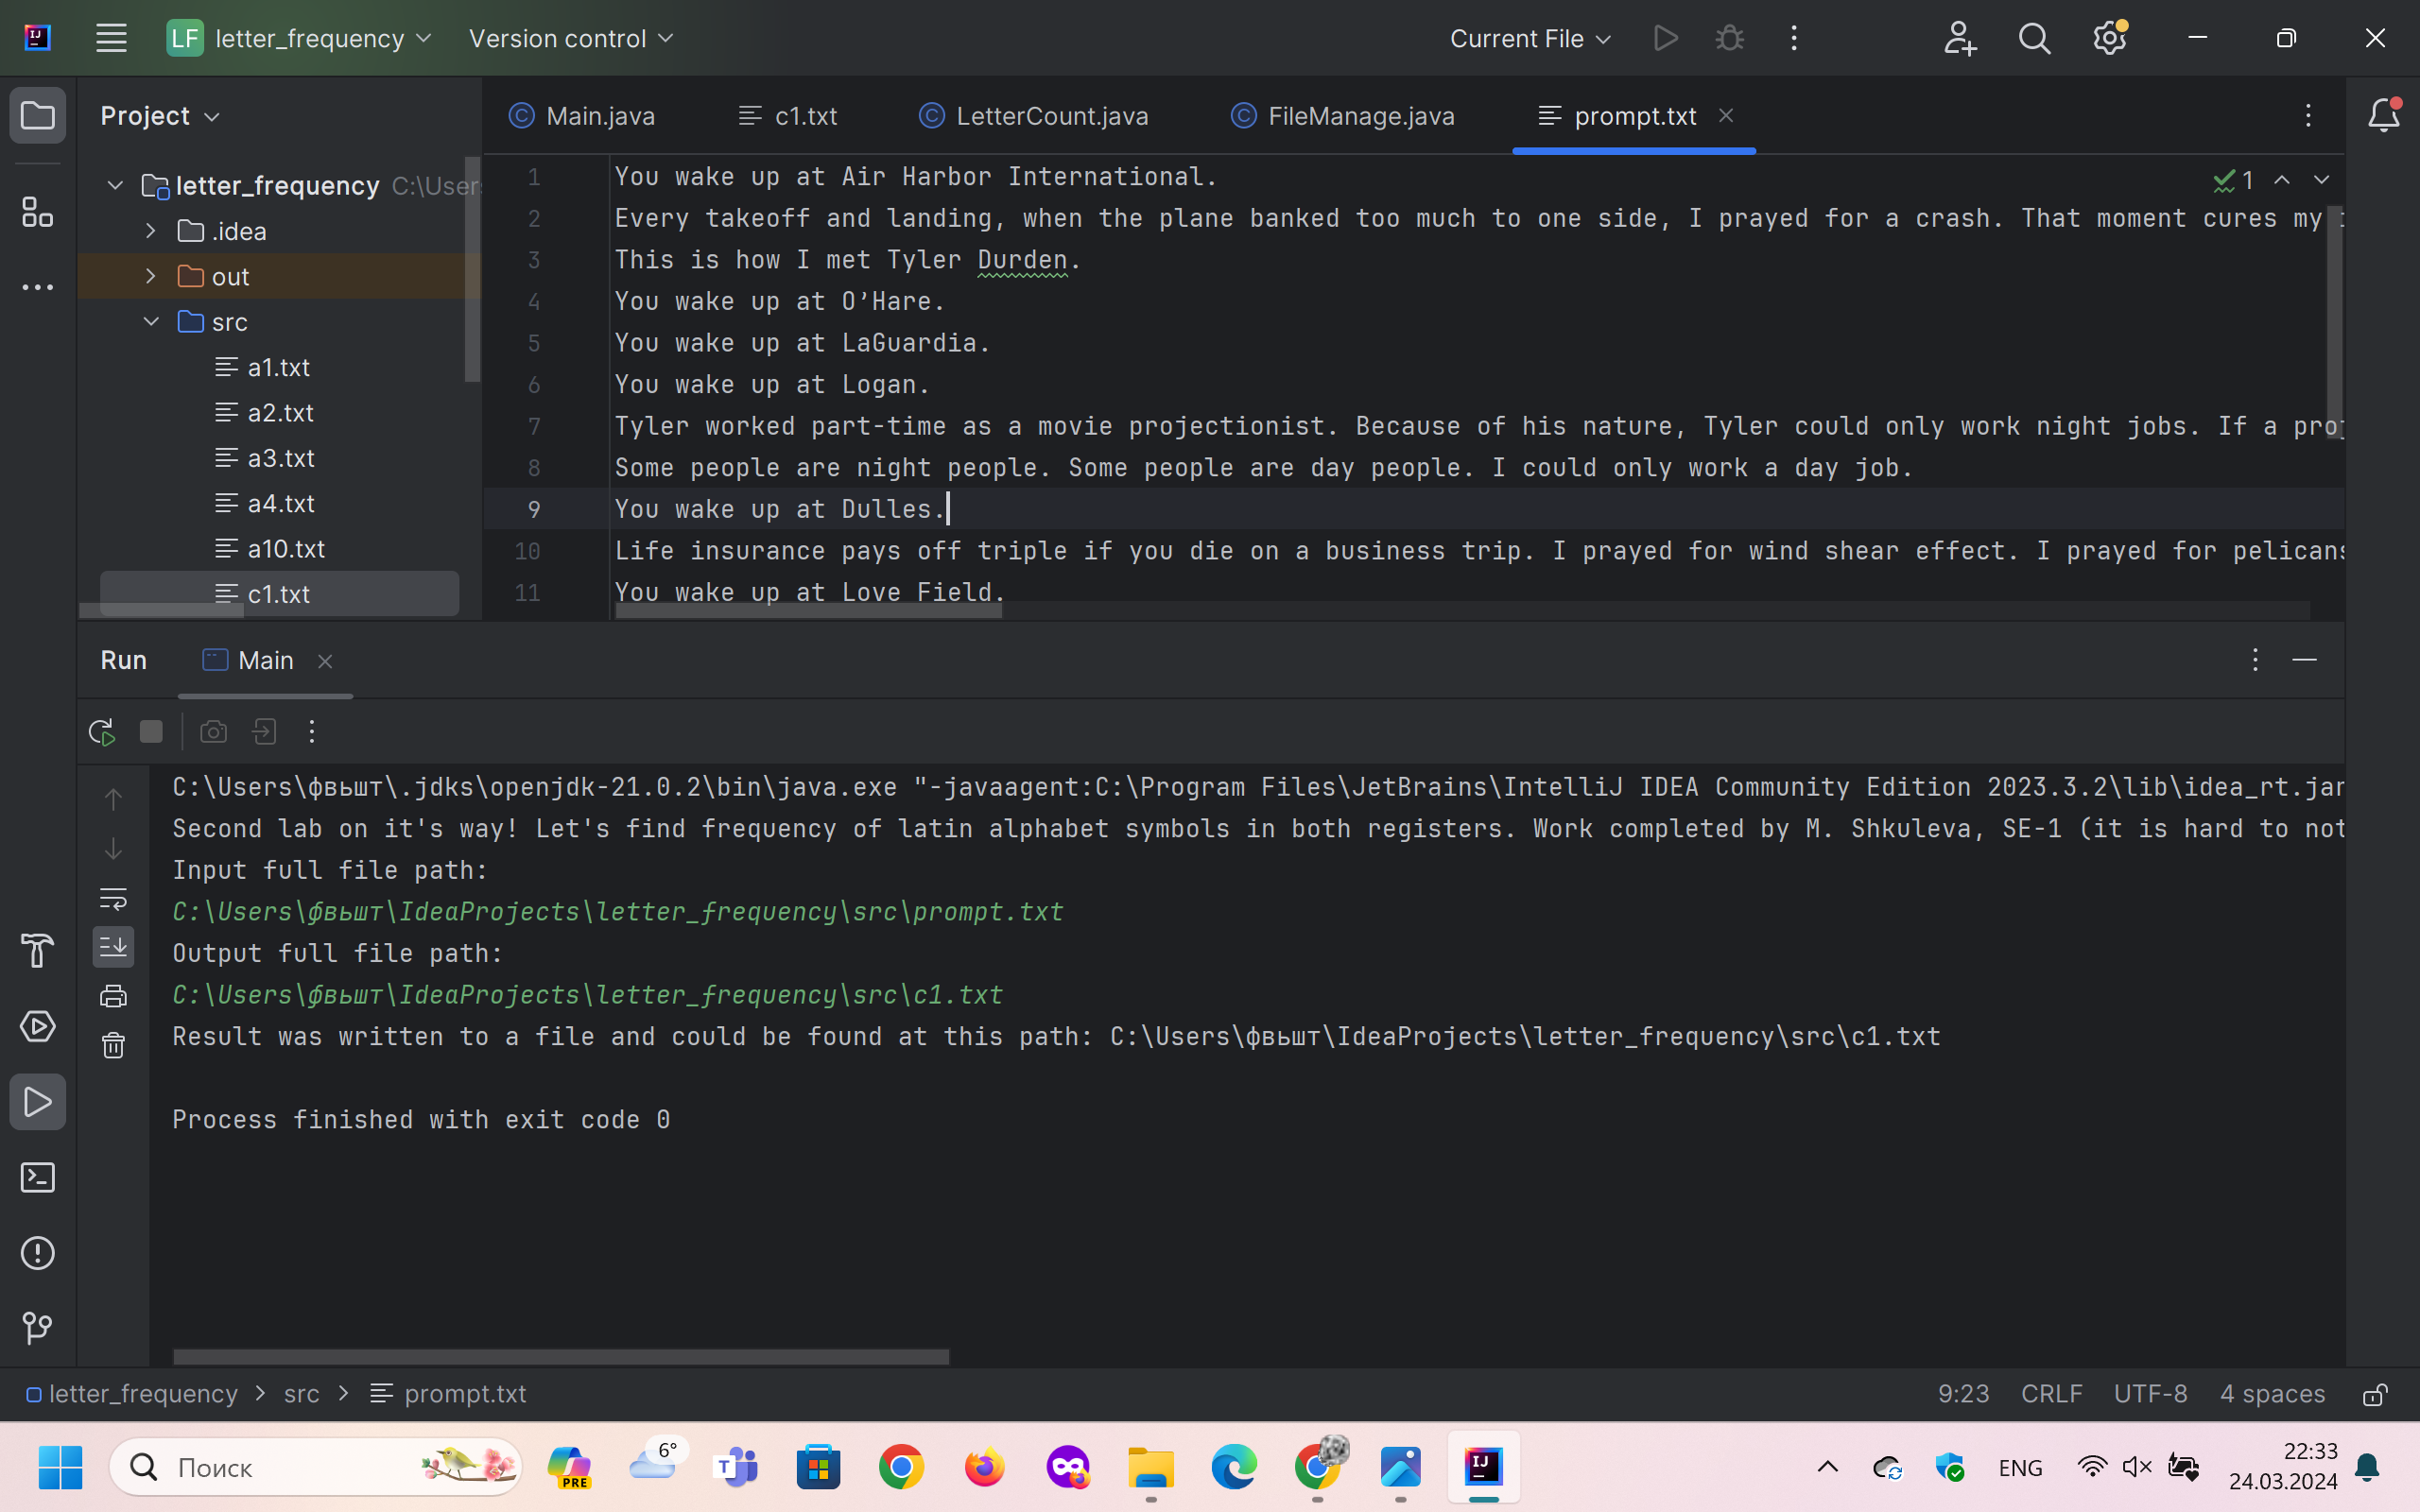 LF letter_frequency Version control Current File
Project
Main.java c1.txt LetterCount.java FileManage.java prompt.txt
letter_frequency C:\Users
.idea
out
src
a1.txt
a2.txt
a3.txt
a4.txt
a10.txt
c1.txt
1 You wake up at Air Harbor International.
2 Every takeoff and landing, when the plane banked too much to one side, I prayed for a crash. That moment cures my
3 This is how I met Tyler Durden.
4 You wake up at O’Hare.
5 You wake up at LaGuardia.
6 You wake up at Logan.
7 Tyler worked part-time as a movie projectionist. Because of his nature, Tyler could only work night jobs. If a proj
8 Some people are night people. Some people are day people. I could only work a day job.
9 You wake up at Dulles.
10 Life insurance pays off triple if you die on a business trip. I prayed for wind shear effect. I prayed for pelicans
11 You wake up at Love Field.
1
Run Main
C:\Users\фвьшт\.jdks\openjdk-21.0.2\bin\java.exe "-javaagent:C:\Program Files\JetBrains\IntelliJ IDEA Community Edition 2023.3.2\lib\idea_rt.jar
Second lab on it's way! Let's find frequency of latin alphabet symbols in both registers. Work completed by M. Shkuleva, SE-1 (it is hard to not
Input full file path:
C:\Users\фвьшт\IdeaProjects\letter_frequency\src\prompt.txt
Output full file path:
C:\Users\фвьшт\IdeaProjects\letter_frequency\src\c1.txt
Result was written to a file and could be found at this path: C:\Users\фвьшт\IdeaProjects\letter_frequency\src\c1.txt
Process finished with exit code 0
letter_frequency > src > prompt.txt 9:23 CRLF UTF-8 4 spaces
Поиск PRE 6° T IJ ENG 22:33
24.03.2024